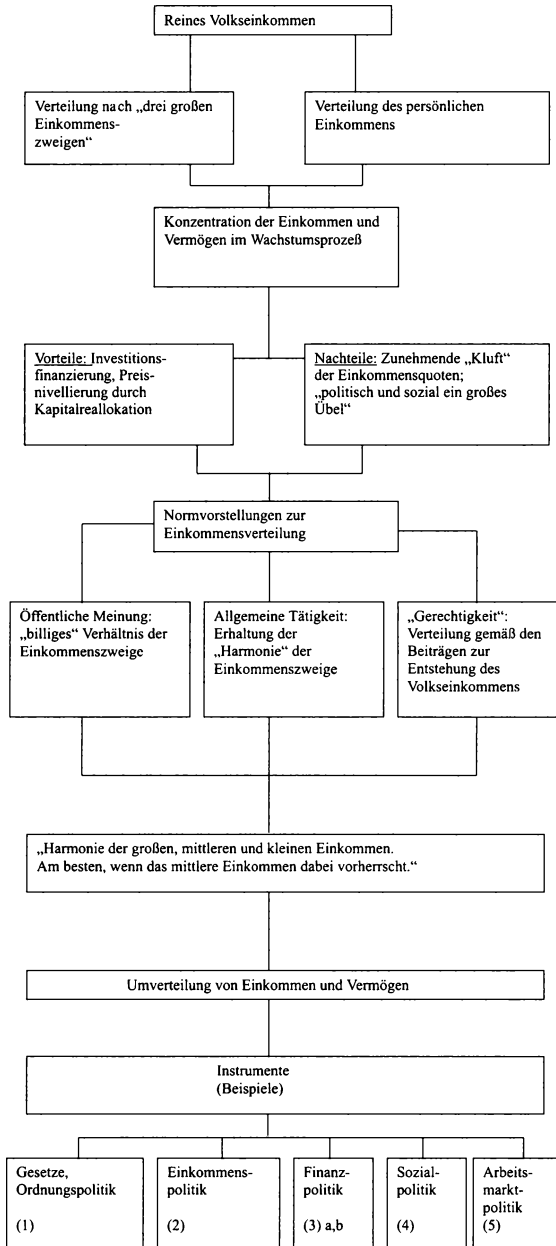 Reines Volkseinkommen
Verteilung nach „drei großen
Einkommens-
zweigen“
Verteilung des persönlichen
Einkommens
Konzentration der Einkommen und
Vermögen im Wachstumsprozeß
Vorteile: Investitions-
finanzierung, Preis-
nivellierung durch
Kapitalreallokation
Nachteile: Zunehmende „Kluft“
der Einkommensquoten;
„politisch und sozial ein großes
Übel“
Normvorstellungen zur
Einkommensverteilung
Öffentliche Meinung:
„billiges“ Verhältnis der
Einkommenszweige
Allgemeine Tätigkeit:
Erhaltung der
„Harmonie“ der
Einkommenszweige
„Gerechtigkeit“:
Verteilung gemäß den
Beiträgen zur
Entstehung des
Volkseinkommens
„Harmonie der großen, mittleren und kleinen Einkommen.
Am besten, wenn das mittlere Einkommen dabei vorherrscht.“
Umverteilung von Einkommen und Vermögen
Instrumente
(Beispiele)
Gesetze,
Ordnungspolitik
(1)
Einkommens-
politik
(2)
Finanz-
politik
(3) a,b
Sozial-
politik
(4)
Arbeits-
markt-
politik
(5)